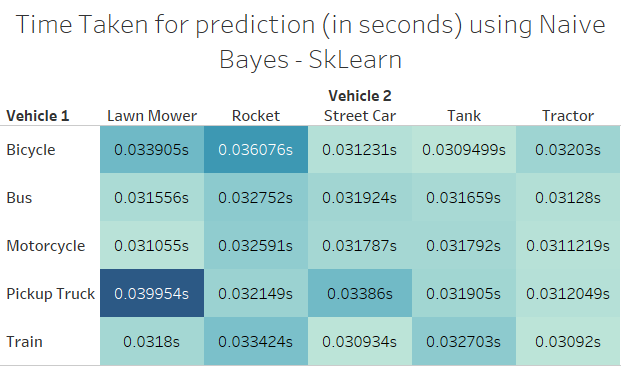 Time Taken for prediction (in seconds) using Naive
Bayes - SkLearn
Vehicle 2
Vehicle 1 Lawn Mower Rocket Street Car Tank Tractor
Bicycle 0.033905s 0.036076s 0.031231s 0.0309499s 0.03203s
Bus 0.031556s 0.032752s 0.031924s 0.031659s 0.03128s
Motorcycle 0.031055s 0.032591s 0.031787s 0.031792s 0.0311219s
Pickup Truck 0.039954s 0.032149s 0.03386s 0.031905s 0.0312049s
Train 0.0318s 0.033424s 0.030934s 0.032703s 0.03092s